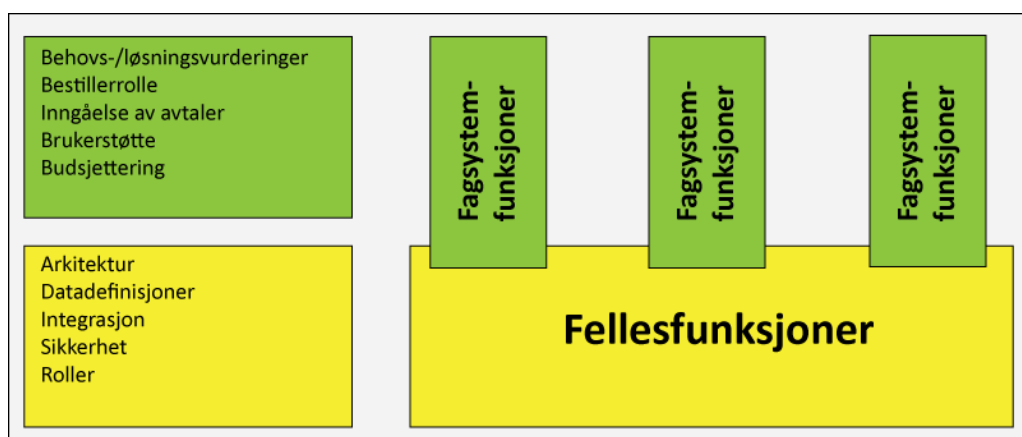 Behovs-/løsningsvurderinger
Bestillerrolle
Inngåelse av avtaler
Brukerstøtte
Budsjettering
Fagsystem-
funksjoner
Fagsystem-
funksjoner
Fagsystem-
funksjoner
Arkitektur
Datadefinisjoner
Integrasjon
Sikkerhet
Roller
Fellesfunksjoner